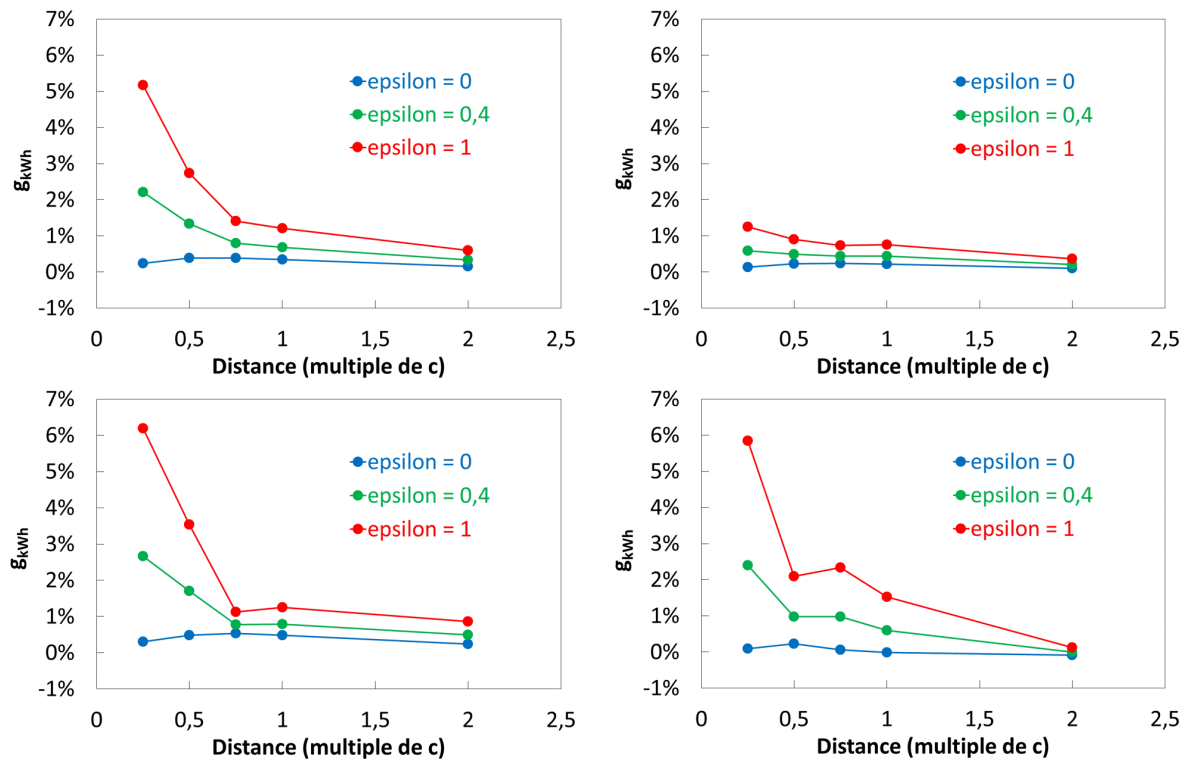 7%
6%
5%
4%
3%
2%
1%
0%
-1%
g_kWh
epsilon = 0
epsilon = 0,4
epsilon = 1
0 0,5 1 1,5 2 2,5
Distance (multiple de c)
7%
6%
5%
4%
3%
2%
1%
0%
-1%
g_kWh
epsilon = 0
epsilon = 0,4
epsilon = 1
0 0,5 1 1,5 2 2,5
Distance (multiple de c)
7%
6%
5%
4%
3%
2%
1%
0%
-1%
g_kWh
epsilon = 0
epsilon = 0,4
epsilon = 1
0 0,5 1 1,5 2 2,5
Distance (multiple de c)
7%
6%
5%
4%
3%
2%
1%
0%
-1%
g_kWh
epsilon = 0
epsilon = 0,4
epsilon = 1
0 0,5 1 1,5 2 2,5
Distance (multiple de c)